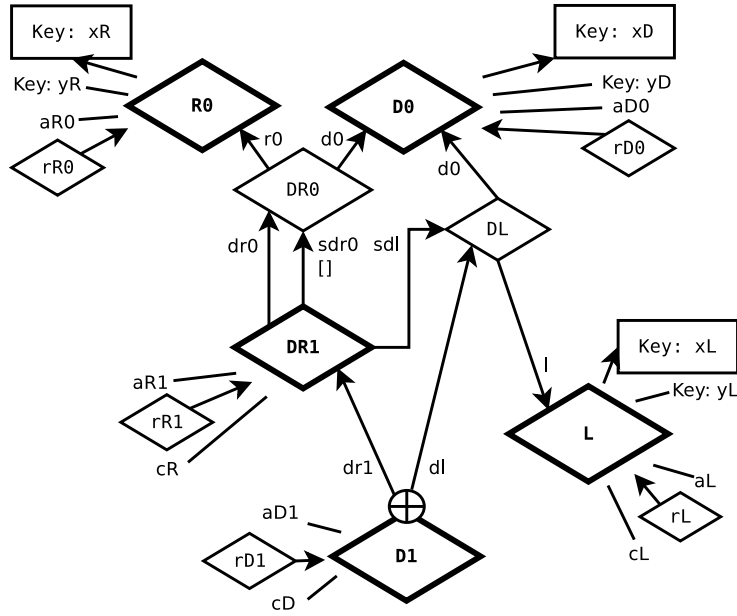 Key: xR
Key: xD
Key: yR
R0
D0
Key: yD
aR0
aD0
rR0
r0
d0
rD0
DR0
d0
dr0
sdr0
[]
sdl
DL
DR1
Key: xL
l
aR1
Key: yL
rR1
L
cR
dr1
dl
aL
aD1
rL
rD1
D1
cL
cD